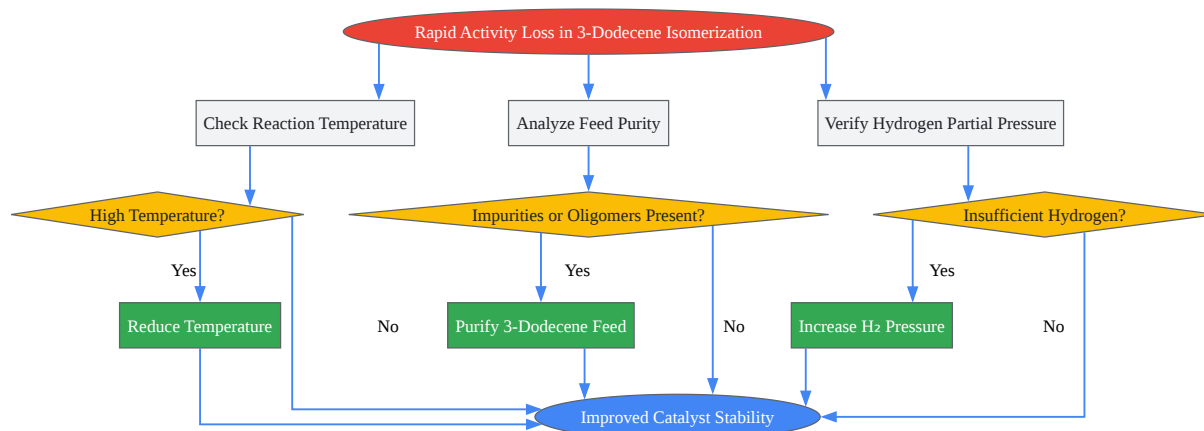 Rapid Activity Loss in 3-Dodecene Isomerization
Check Reaction Temperature
Analyze Feed Purity
Verify Hydrogen Partial Pressure
High Temperature?
Impurities or Oligomers Present?
Insufficient Hydrogen?
Yes
Yes
Yes
Reduce Temperature
No
Purify 3-Dodecene Feed
No
Increase H₂ Pressure
No
Improved Catalyst Stability